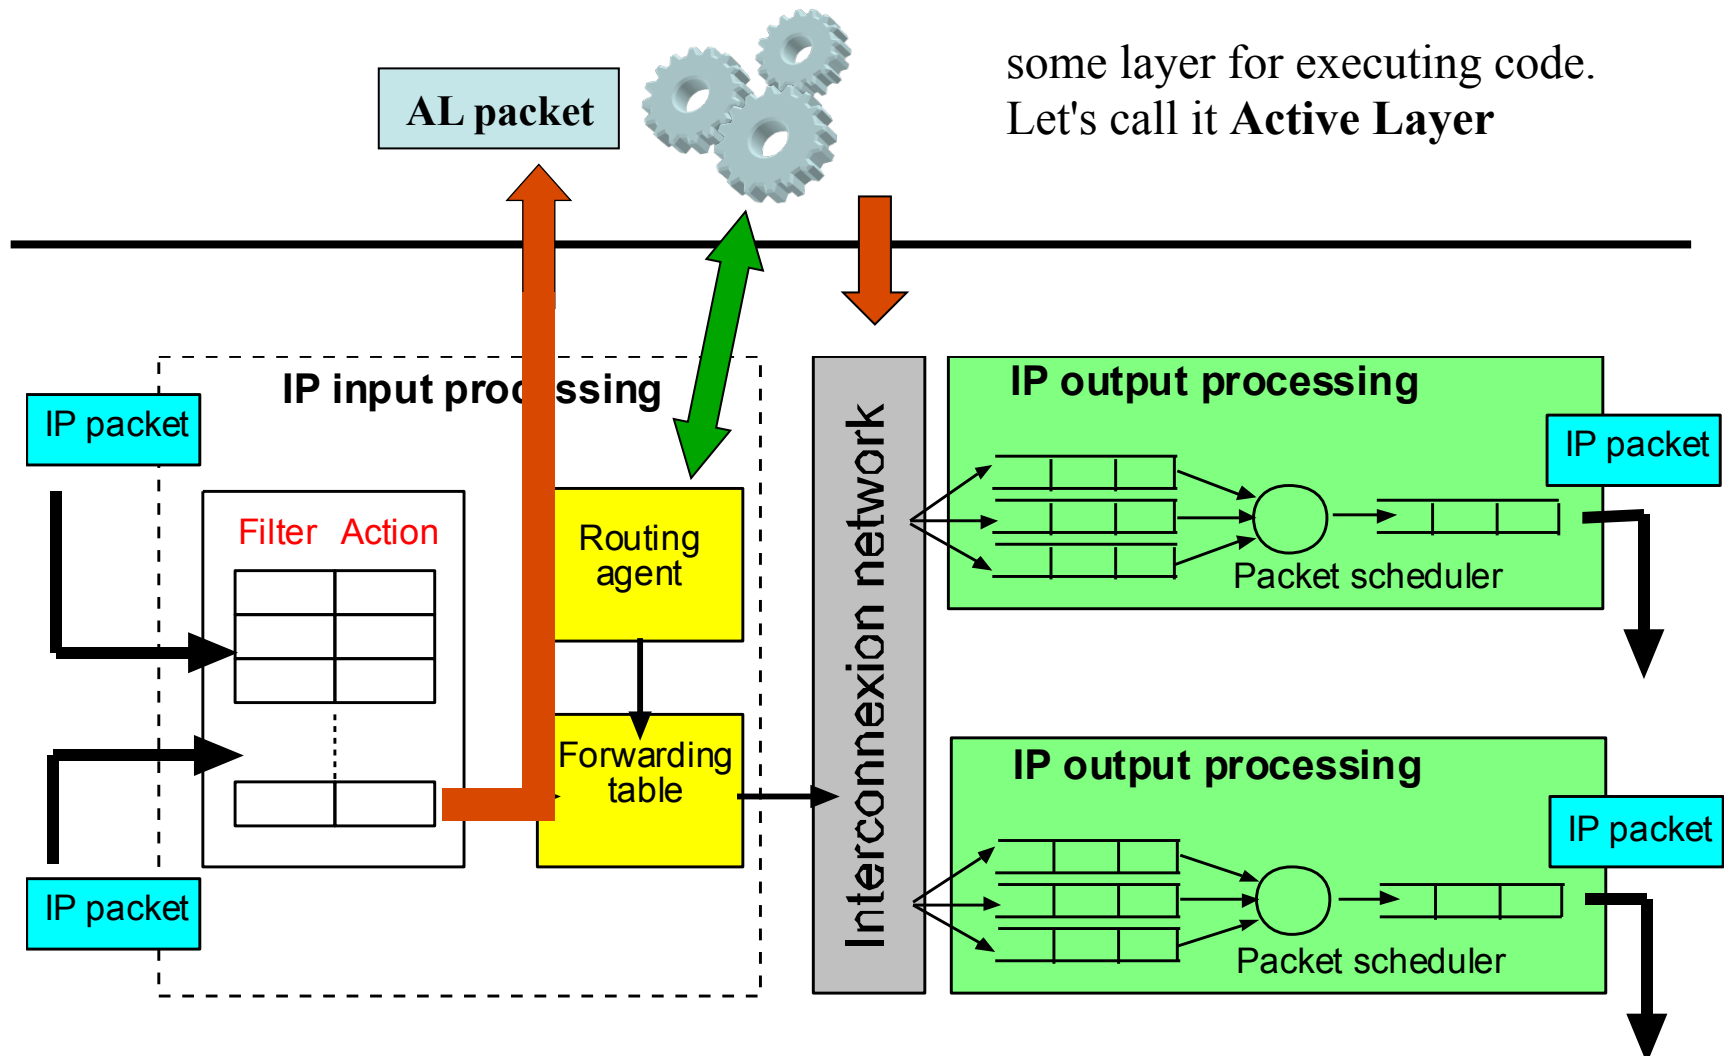 some layer for executing code.
Let's call it Active Layer
AL packet
IP input processing
IP packet
Filter Action
Routing
agent
Forwarding
table
IP packet
Interconnexion network
IP output processing
IP packet
Packet scheduler
IP output processing
IP packet
Packet scheduler